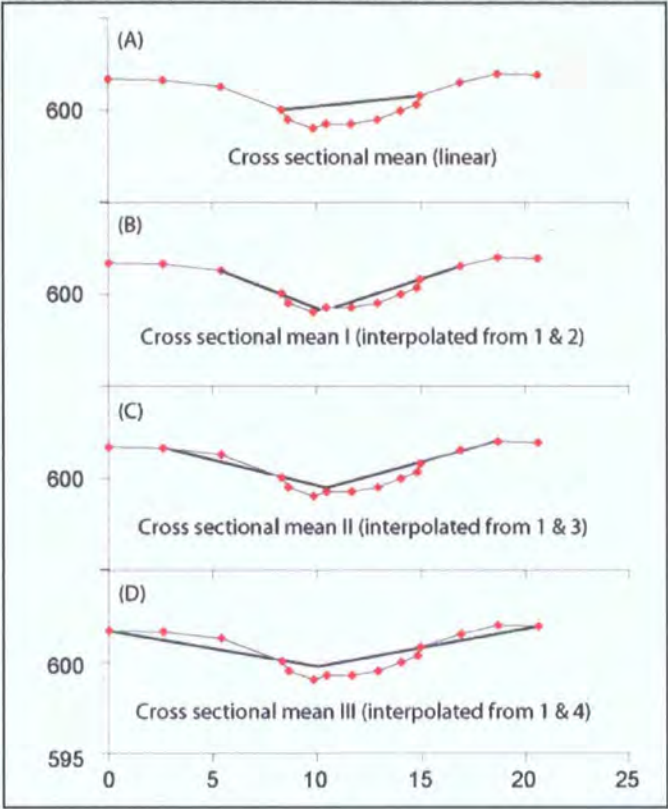 (A)
600
Cross sectional mean (linear)
(B)
600
Cross sectional mean I (interpolated from 1 & 2)
(C)
600
Cross sectional mean II (interpolated from 1 & 3)
(D)
600
Cross sectional mean III (interpolated from 1 & 4)
595
0 5 10 15 20 25